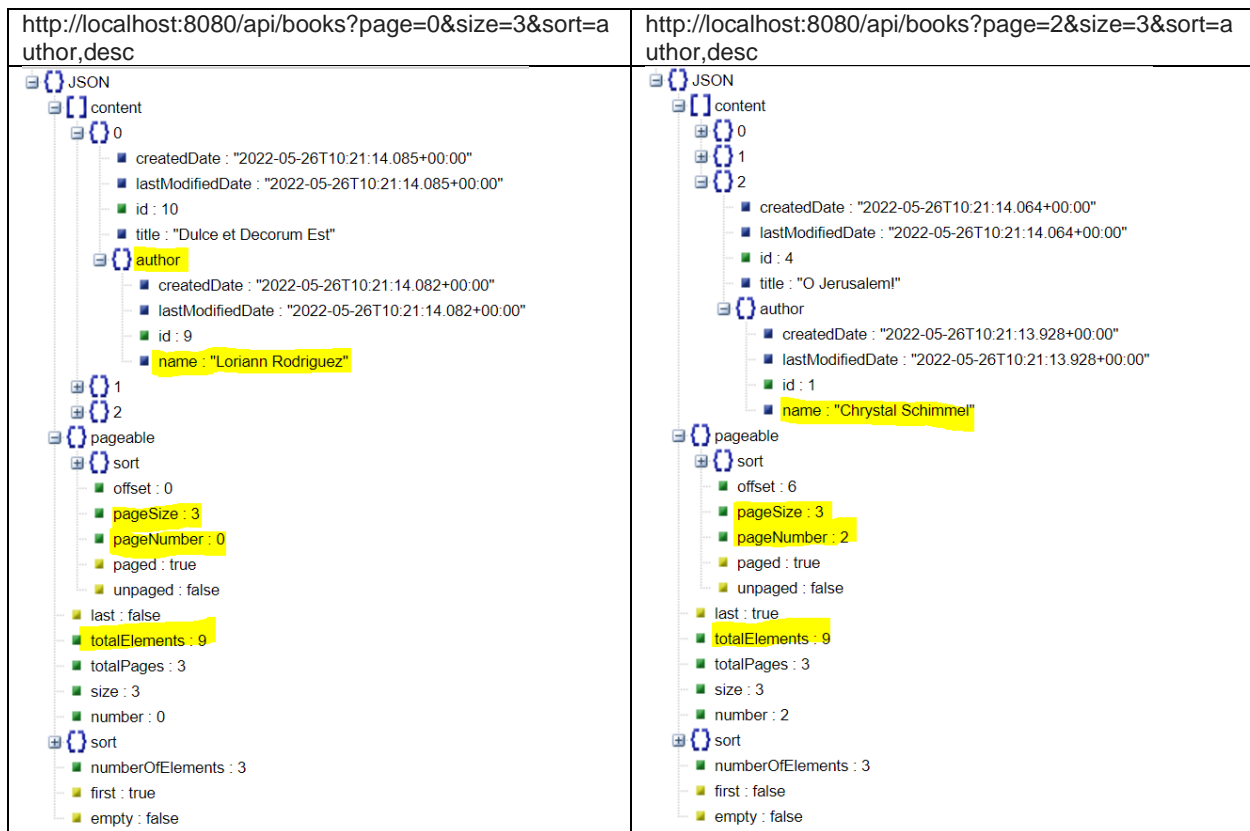 http://localhost:8080/api/books?page=0&size=3&sort=a
uthor,desc
JSON
content
0
createdDate : "2022-05-26T10:21:14.085+00:00"
lastModifiedDate : "2022-05-26T10:21:14.085+00:00"
id : 10
title : "Dulce et Decorum Est"
author
createdDate : "2022-05-26T10:21:14.082+00:00"
lastModifiedDate : "2022-05-26T10:21:14.082+00:00"
id : 9
name : "Loriann Rodriguez"
1
2
pageable
sort
offset : 0
pageSize : 3
pageNumber : 0
paged : true
unpaged : false
last : false
totalElements : 9
totalPages : 3
size : 3
number : 0
sort
numberOfElements : 3
first : true
empty : false
http://localhost:8080/api/books?page=2&size=3&sort=a
uthor,desc
JSON
content
0
1
2
createdDate : "2022-05-26T10:21:14.064+00:00"
lastModifiedDate : "2022-05-26T10:21:14.064+00:00"
id : 4
title : "O Jerusalem!"
author
createdDate : "2022-05-26T10:21:13.928+00:00"
lastModifiedDate : "2022-05-26T10:21:13.928+00:00"
id : 1
name : "Chrystal Schimmel"
pageable
sort
offset : 6
pageSize : 3
pageNumber : 2
paged : true
unpaged : false
last : true
totalElements : 9
totalPages : 3
size : 3
number : 2
sort
numberOfElements : 3
first : false
empty : false